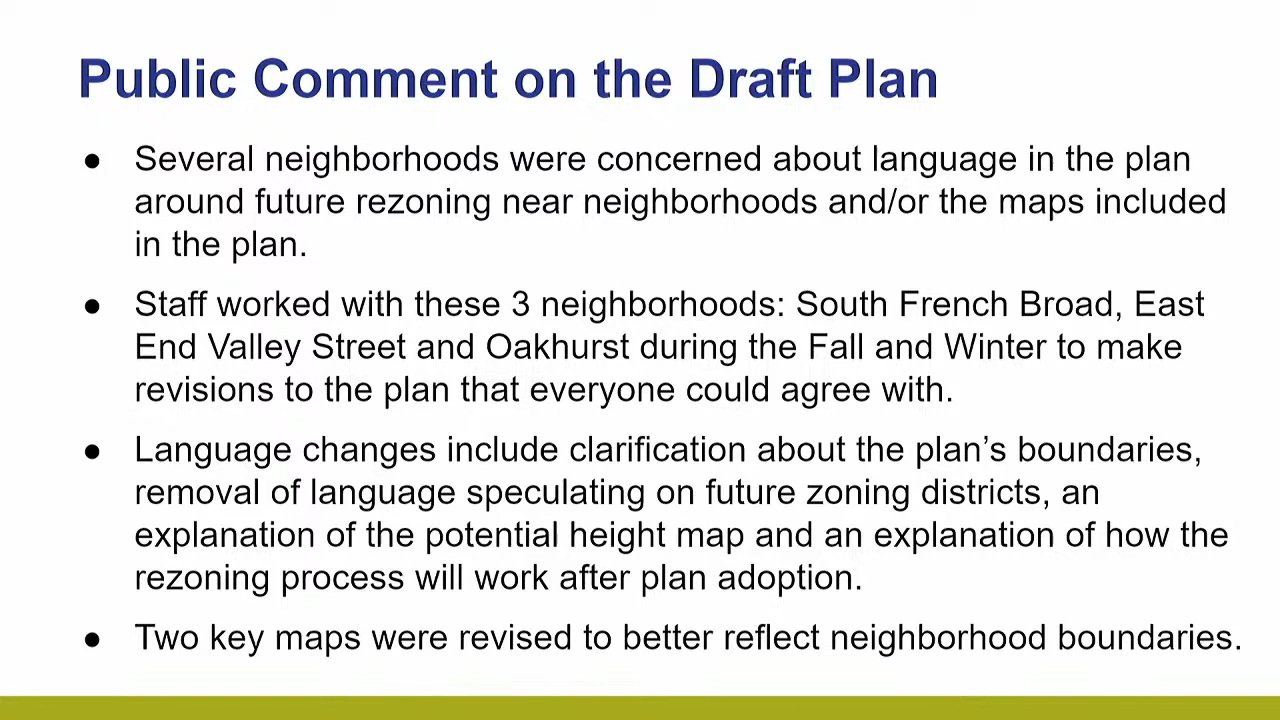 Public Comment on the Draft Plan
● Several neighborhoods were concerned about language in the plan
around future rezoning near neighborhoods and/or the maps included
in the plan.
● Staff worked with these 3 neighborhoods: South French Broad, East
End Valley Street and Oakhurst during the Fall and Winter to make
revisions to the plan that everyone could agree with.
● Language changes include clarification about the plan’s boundaries,
removal of language speculating on future zoning districts, an
explanation of the potential height map and an explanation of how the
rezoning process will work after plan adoption.
● Two key maps were revised to better reflect neighborhood boundaries.